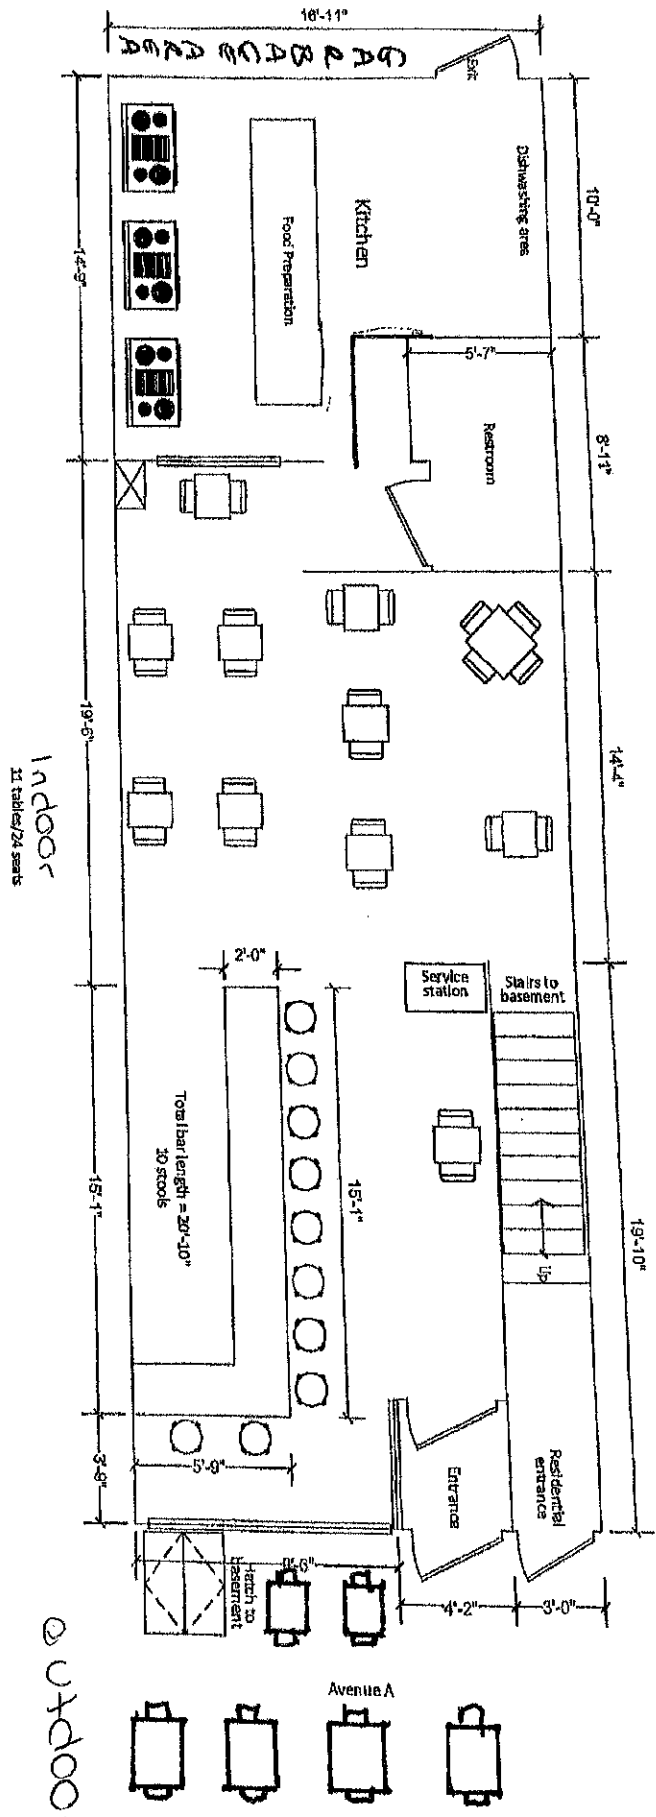 16'-11"
GARBAGE AREA
Exit
Dishwashing area
10'-0"
Kitchen
Food Preparation
14'-9"
5'-7"
Restroom
8'-11"
19'-6"
14'-4"
Indoor
11 tables/24 seats
2'-0"
Service
station
Stairs to
basement
Total bar length = 20'-10"
10 stools
15'-1"
15'-1"
19'-10"
Up
3'-8"
5'-9"
Entrance
Residential
entrance
Hatch to
basement
4'-2"
3'-0"
Avenue A
Outdoo